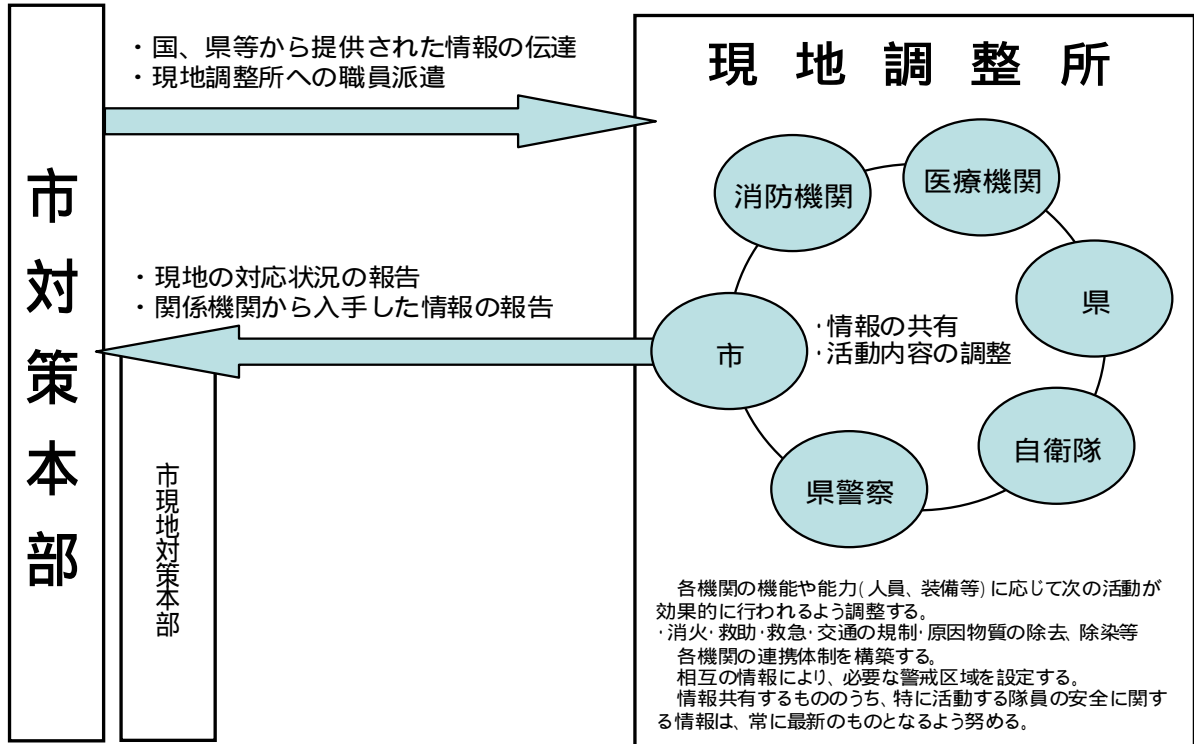 市対策本部
・国、県等から提供された情報の伝達
・現地調整所への職員派遣
・現地の対応状況の報告
・関係機関から入手した情報の報告
市現地対策本部
現地調整所
消防機関
医療機関
県
自衛隊
県警察
市
・情報の共有
・活動内容の調整
各機関の機能や能力(人員、装備等)に応じて次の活動が
効果的に行われるよう調整する。
・消火・救助・救急・交通の規制・原因物質の除去、除染等
各機関の連携体制を構築する。
相互の情報により、必要な警戒区域を設定する。
情報共有するもののうち、特に活動する隊員の安全に関す
る情報は、常に最新のものとなるよう努める。